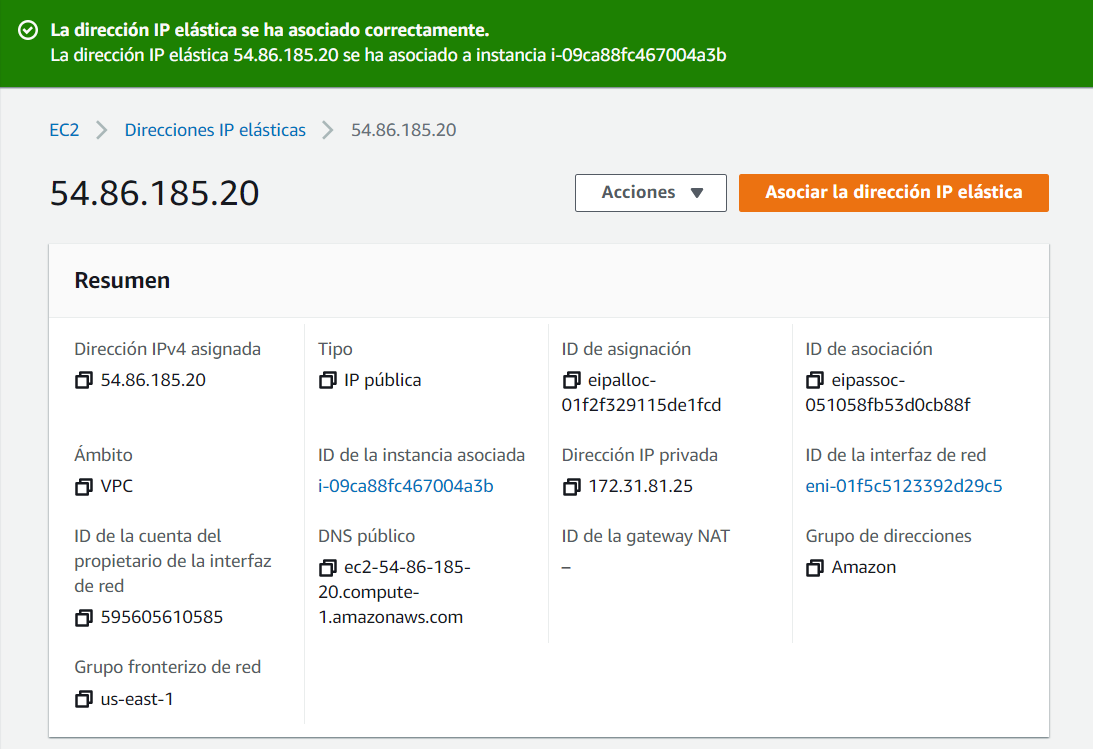 La dirección IP elástica se ha asociado correctamente.
La dirección IP elástica 54.86.185.20 se ha asociado a instancia i-09ca88fc467004a3b
EC2 > Direcciones IP elásticas > 54.86.185.20
54.86.185.20
Acciones
Asociar la dirección IP elástica
Resumen
Dirección IPv4 asignada
54.86.185.20
Tipo
IP pública
ID de asignación
eipalloc-
01f2f329115de1fcd
ID de asociación
eipassoc-
051058fb53d0cb88f
Ámbito
VPC
ID de la instancia asociada
i-09ca88fc467004a3b
Dirección IP privada
172.31.81.25
ID de la interfaz de red
eni-01f5c5123392d29c5
ID de la cuenta del
propietario de la interfaz
de red
595605610585
DNS público
ec2-54-86-185-
20.compute-
1.amazonaws.com
ID de la gateway NAT
–
Grupo de direcciones
Amazon
Grupo fronterizo de red
us-east-1